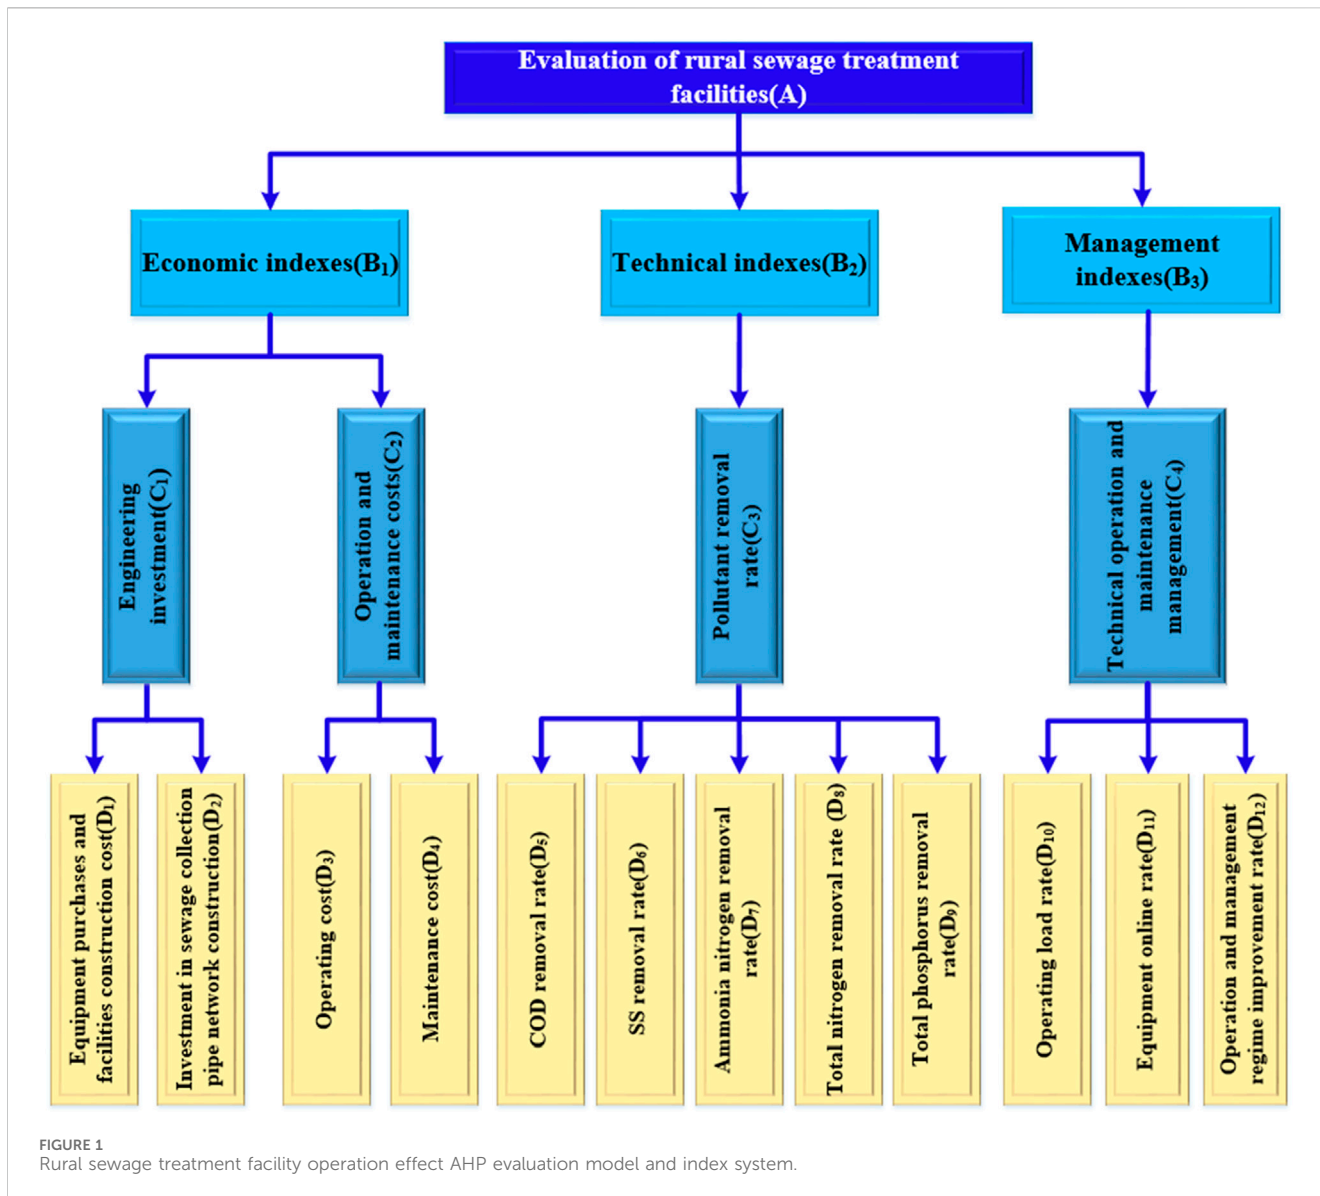 Evaluation of rural sewage treatment
facilities(A)
Economic indexes(B₁)
Technical indexes(B₂)
Management
indexes(B₃)
Engineering
investment(C₁)
Operation and
maintenance costs(C₂)
Pollutant removal
rate(C₃)
Technical operation and
maintenance
management(C₄)
Equipment purchases and
facilities construction cost(D₁)
Investment in sewage collection
pipe network construction(D₂)
Operating cost(D₃)
Maintenance cost(D₄)
COD removal rate(D₅)
SS removal rate(D₆)
Ammonia nitrogen removal
rate(D₇)
Total nitrogen removal rate (D₈)
Total phosphorus removal
rate(D₉)
Operating load rate(D₁₀)
Equipment online rate(D₁₁)
Operation and management
regime improvement rate(D₁₂)
FIGURE 1
Rural sewage treatment facility operation effect AHP evaluation model and index system.